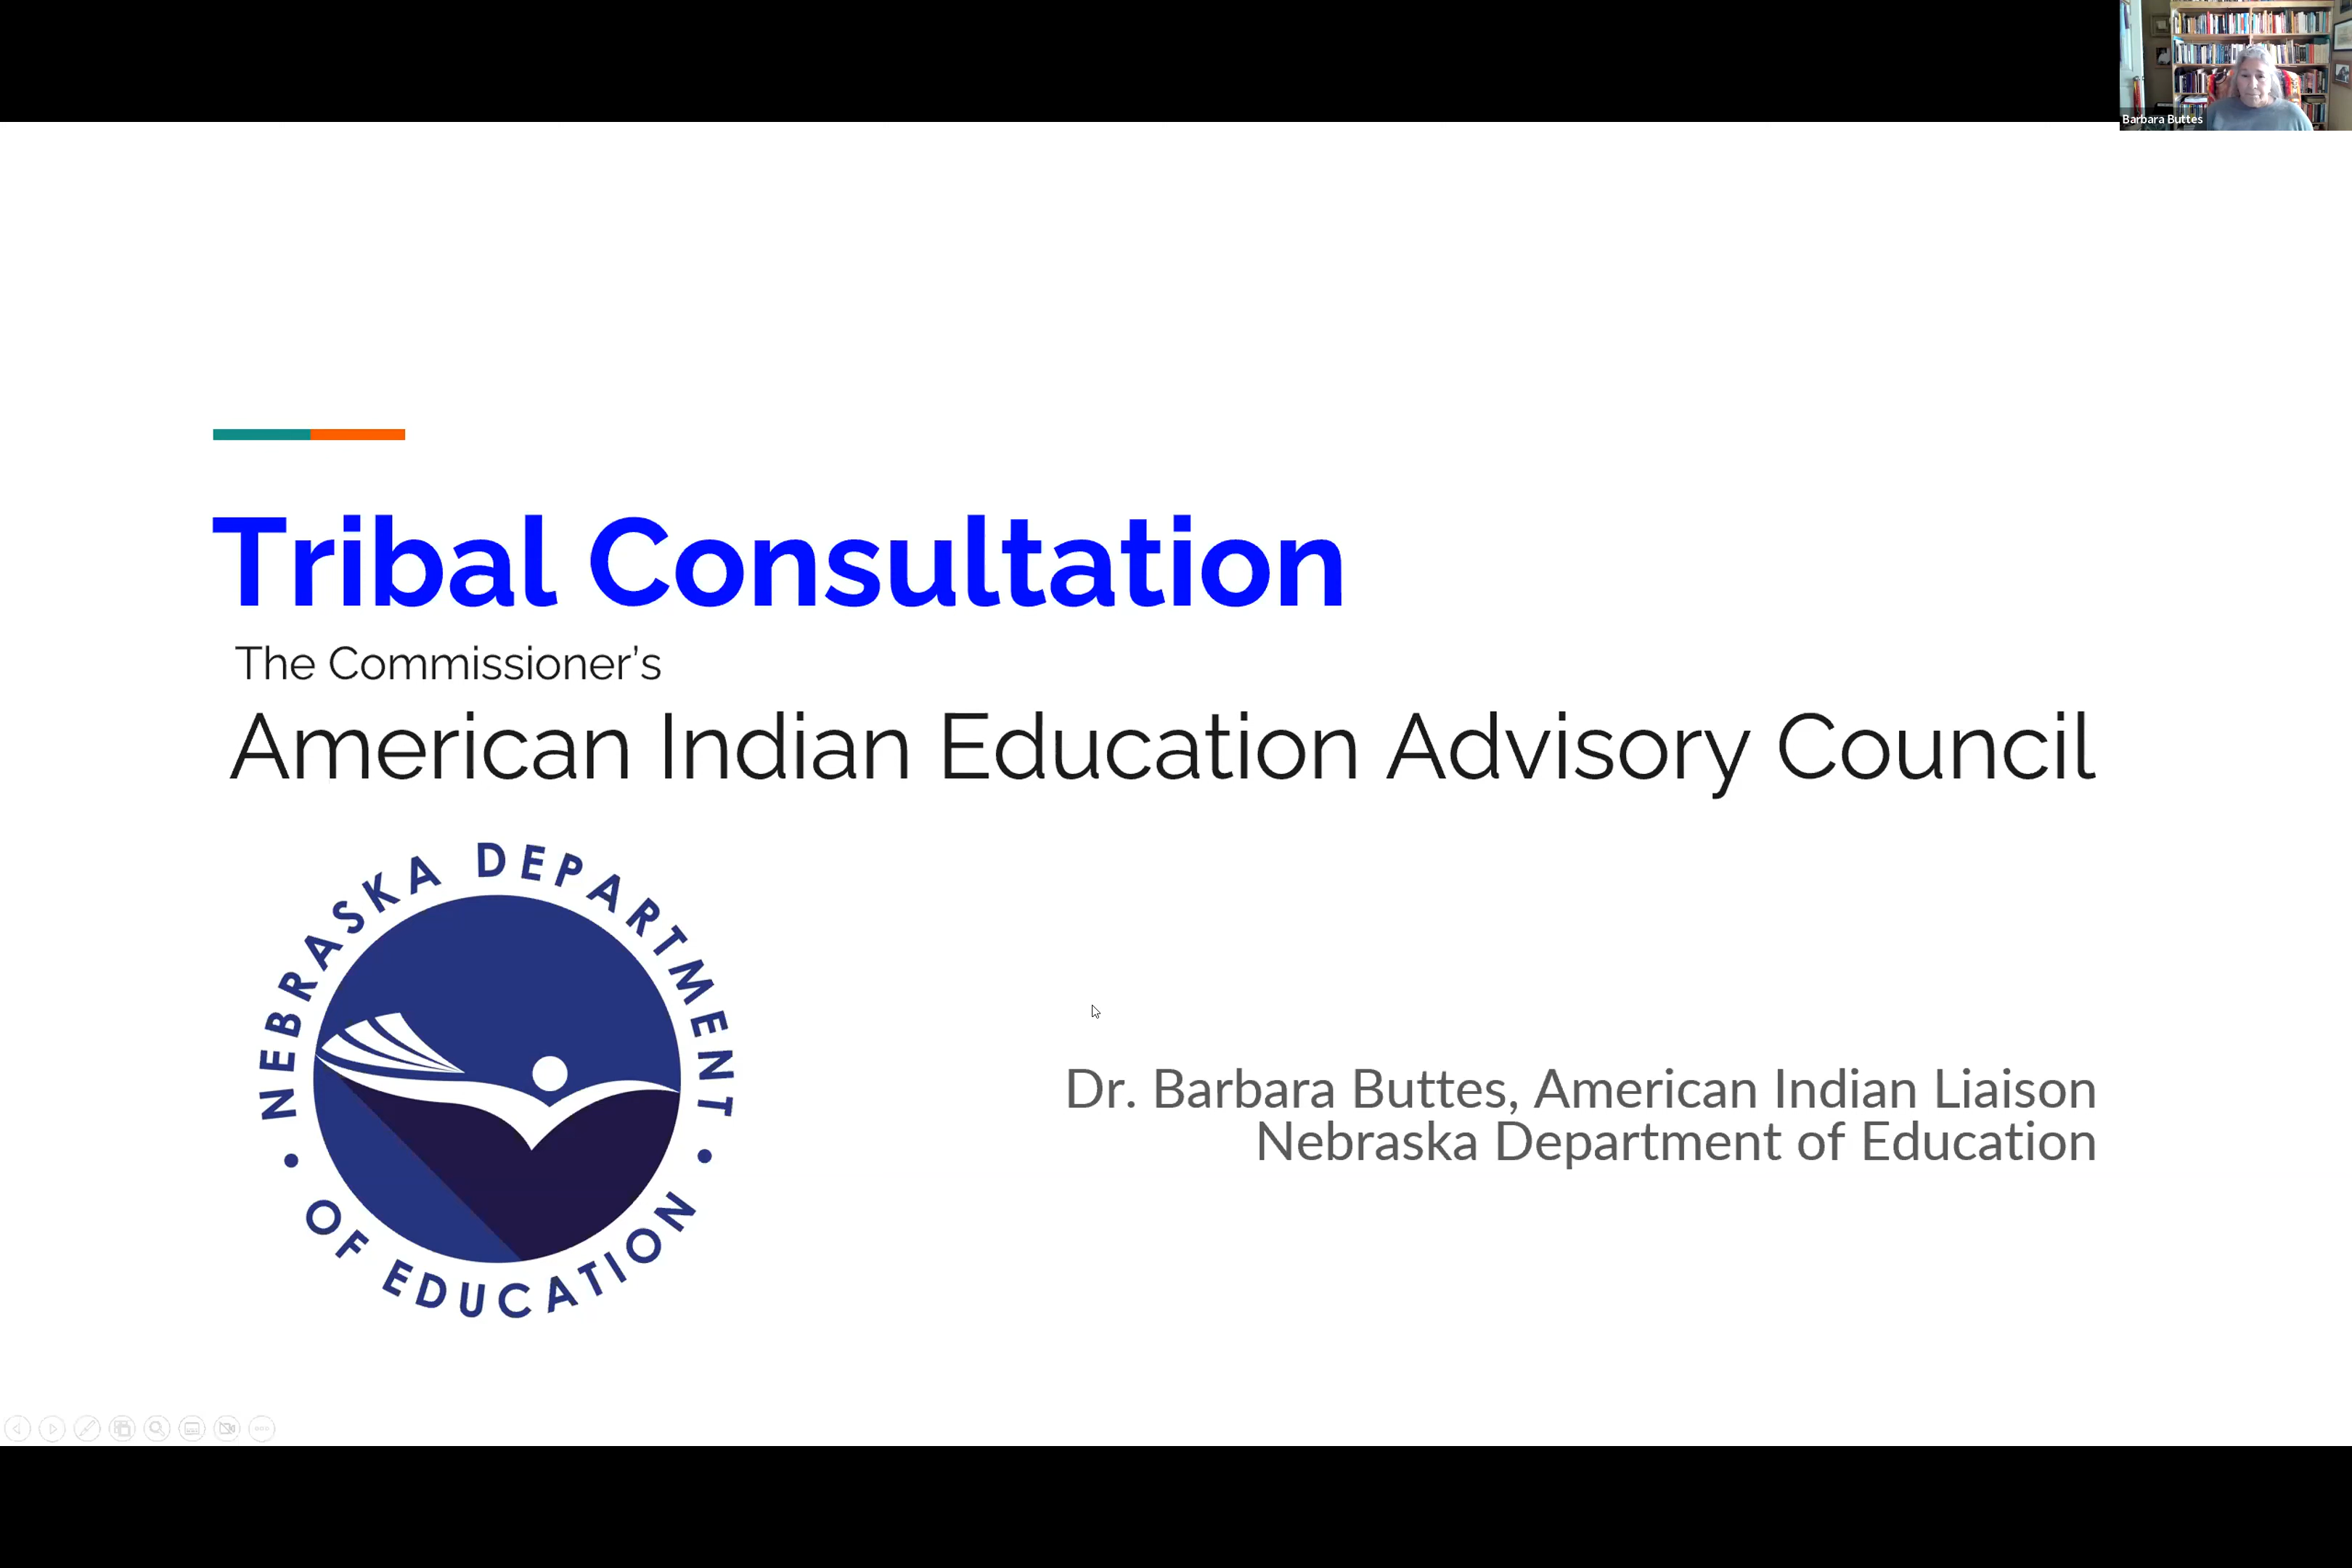 Barbara Buttes
Tribal Consultation
The Commissioner’s
American Indian Education Advisory Council
NEBRASKA DEPARTMENT
• OF EDUCATION •
Dr. Barbara Buttes, American Indian Liaison
Nebraska Department of Education